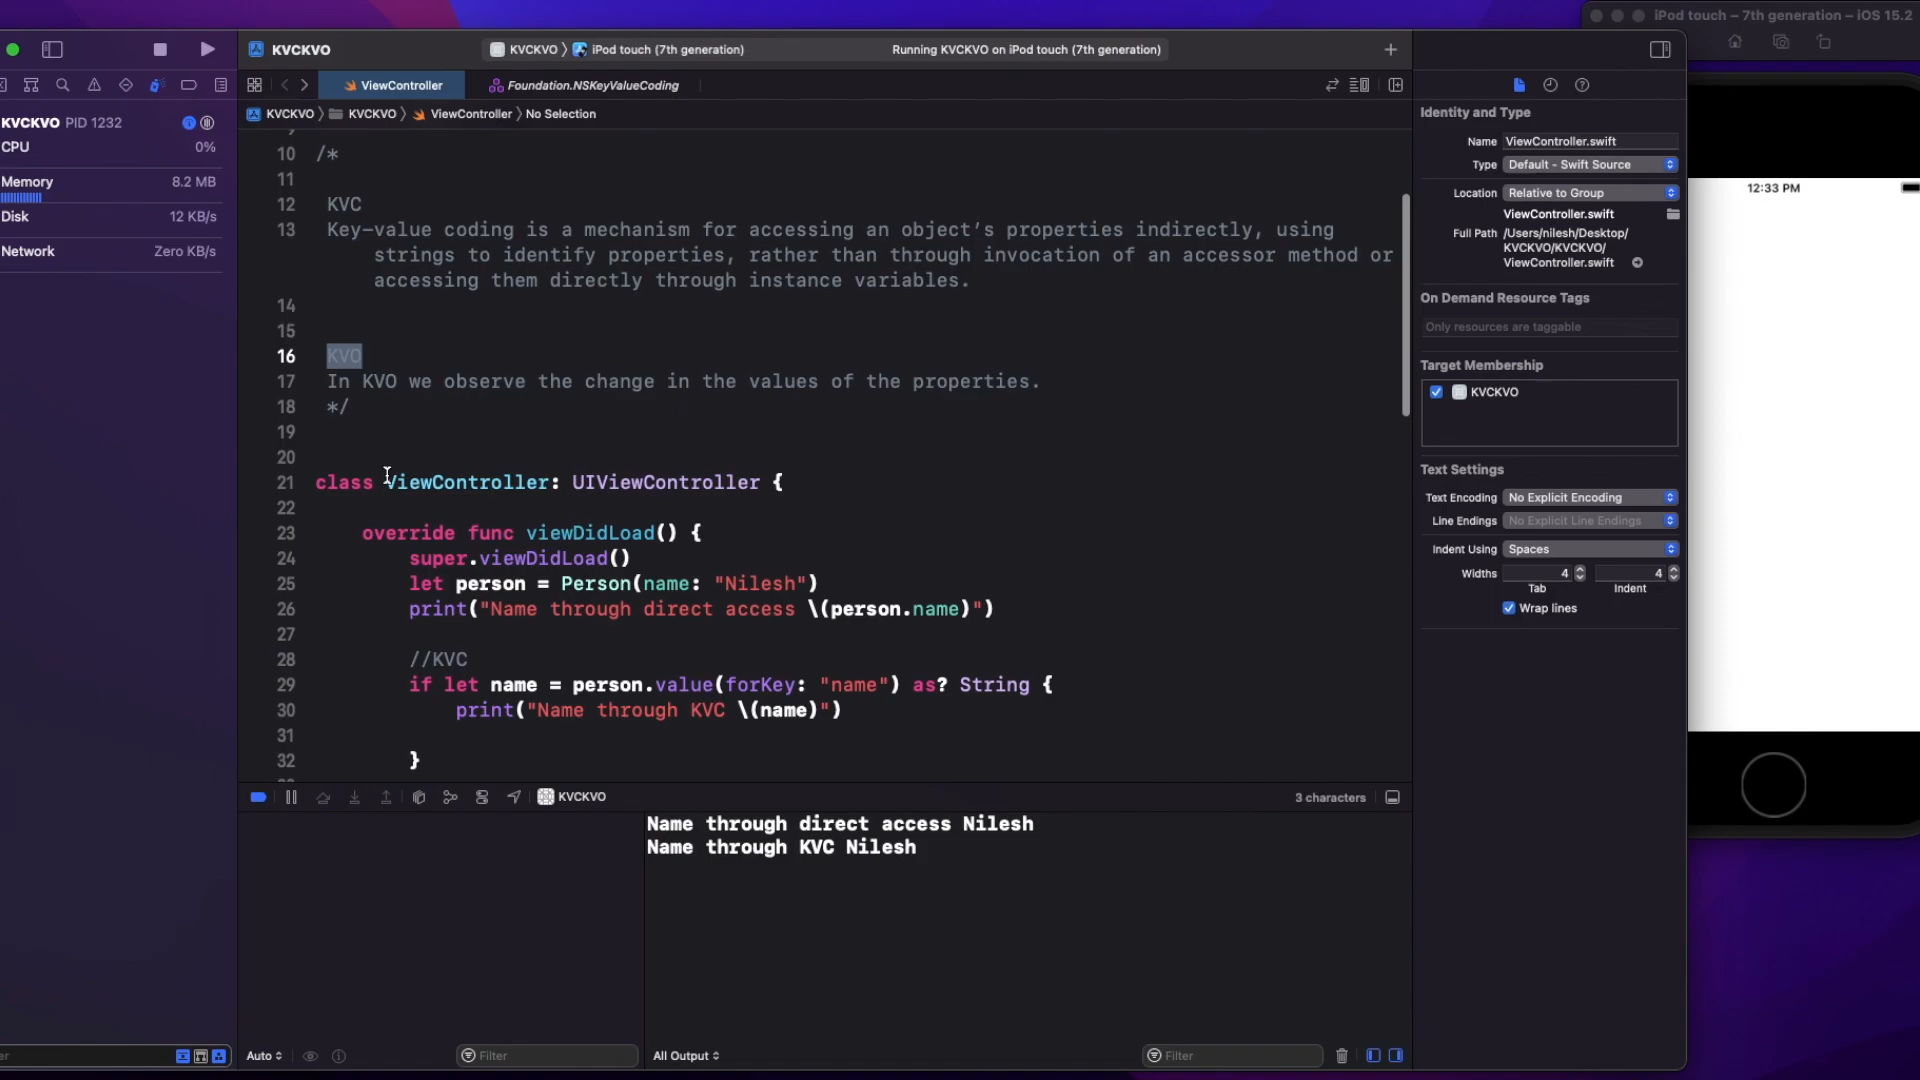 iPod touch – 7th generation – iOS 15.2
KVCKVO
KVCKVO 〉 iPod touch (7th generation)
Running KVCKVO on iPod touch (7th generation)
ViewController
Foundation.NSKeyValueCoding
KVCKVO 〉 KVCKVO 〉 ViewController 〉 No Selection
KVCKVO PID 1232
CPU 0%
Memory 8.2 MB
Disk 12 KB/s
Network Zero KB/s
10 /*
11
12 KVC
13 Key-value coding is a mechanism for accessing an object’s properties indirectly, using
strings to identify properties, rather than through invocation of an accessor method or
accessing them directly through instance variables.
14
15
16 KVO
17 In KVO we observe the change in the values of the properties.
18 */
19
20
21 class ViewController: UIViewController {
22
23 override func viewDidLoad() {
24 super.viewDidLoad()
25 let person = Person(name: "Nilesh")
26 print("Name through direct access \(person.name)")
27
28 //KVC
29 if let name = person.value(forKey: "name") as? String {
30 print("Name through KVC \(name)")
31
32 }
KVCKVO
3 characters
Name through direct access Nilesh
Name through KVC Nilesh
Auto
Filter
All Output
Filter
Identity and Type
Name ViewController.swift
Type Default - Swift Source
Location Relative to Group
ViewController.swift
Full Path /Users/nilesh/Desktop/
KVCKVO/KVCKVO/
ViewController.swift
On Demand Resource Tags
Only resources are taggable
Target Membership
KVCKVO
Text Settings
Text Encoding No Explicit Encoding
Line Endings No Explicit Line Endings
Indent Using Spaces
Widths 4 4
Tab Indent
Wrap lines
12:33 PM